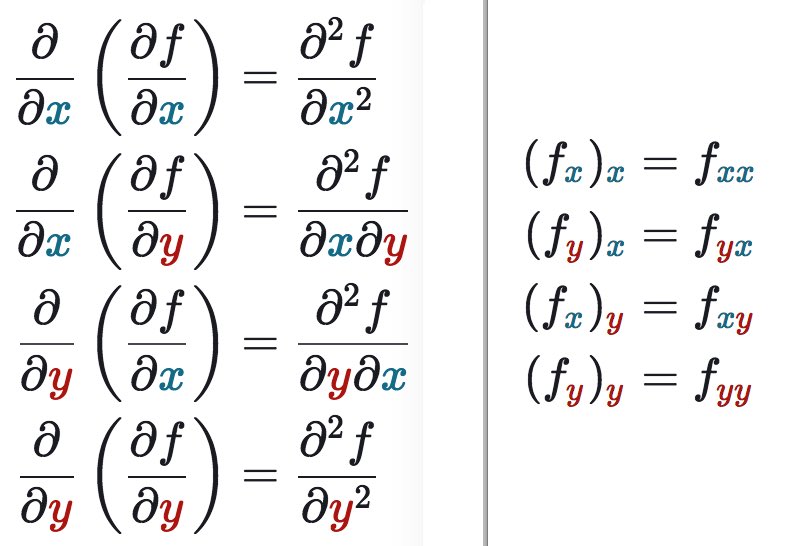 ∂/∂x (∂f/∂x) = ∂²f/∂x²
∂/∂x (∂f/∂y) = ∂²f/∂x∂y
∂/∂y (∂f/∂x) = ∂²f/∂y∂x
∂/∂y (∂f/∂y) = ∂²f/∂y²
(f_x)_x = f_xx
(f_y)_x = f_yx
(f_x)_y = f_xy
(f_y)_y = f_yy